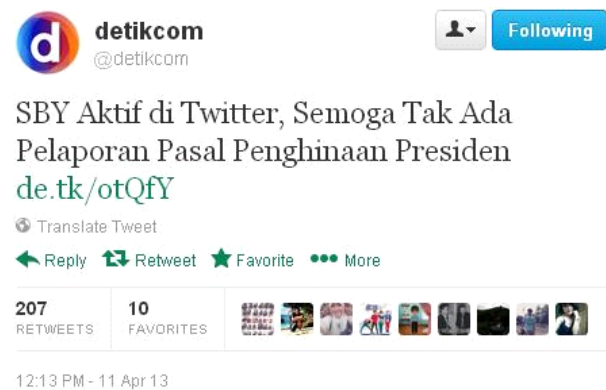 detikcom
@detikcom
Following
SBY Aktif di Twitter, Semoga Tak Ada
Pelaporan Pasal Penghinaan Presiden
de.tk/otQfY
Translate Tweet
Reply Retweet Favorite More
207 10
RETWEETS FAVORITES
12:13 PM - 11 Apr 13